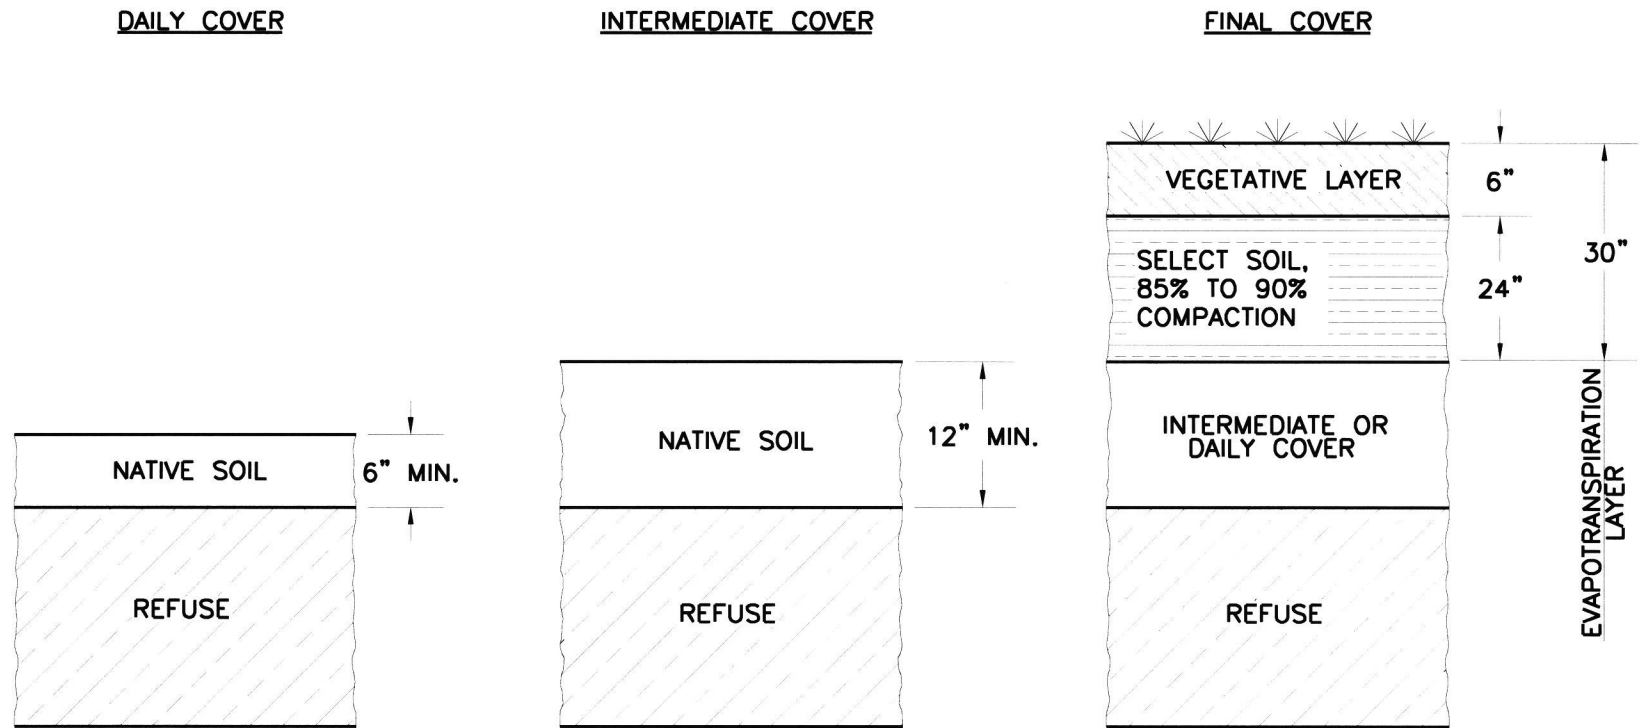 DAILY COVER
INTERMEDIATE COVER
FINAL COVER
NATIVE SOIL
6" MIN.
REFUSE
NATIVE SOIL
12" MIN.
REFUSE
VEGETATIVE LAYER
6"
SELECT SOIL,
85% TO 90%
COMPACTION
24"
30"
INTERMEDIATE OR
DAILY COVER
REFUSE
EVAPOTRANSPIRATION
LAYER